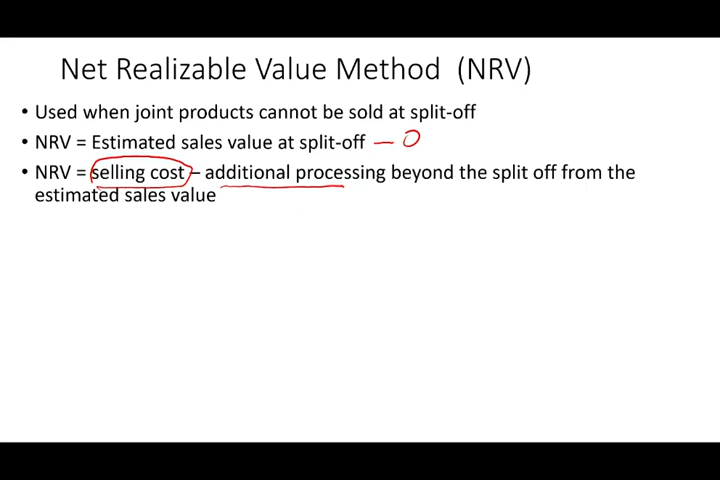 Net Realizable Value Method (NRV)
• Used when joint products cannot be sold at split-off
• NRV = Estimated sales value at split-off — 0
• NRV = selling cost – additional processing beyond the split off from the
estimated sales value